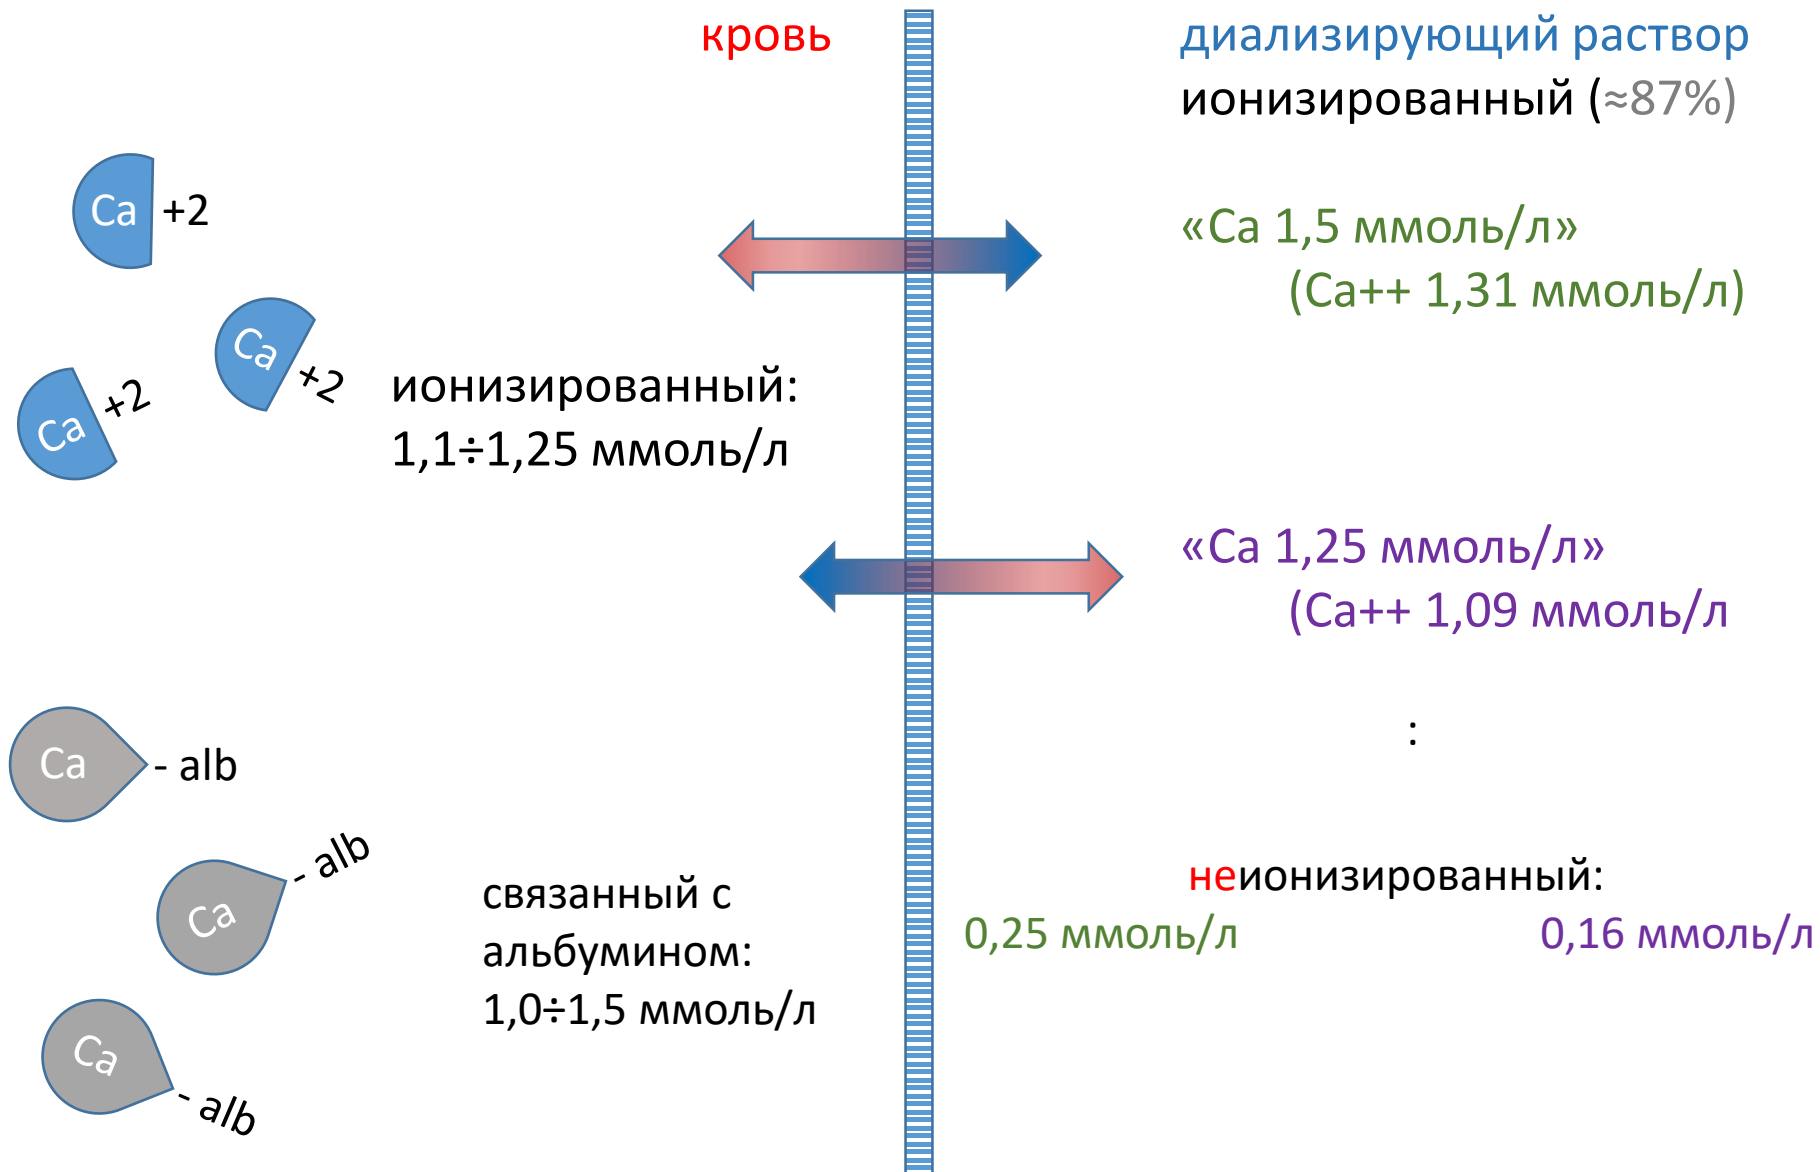 кровь
диализирующий раствор
ионизированный (≈87%)
Ca +2
«Ca 1,5 ммоль/л»
(Ca++ 1,31 ммоль/л)
Ca +2
Ca +2
ионизированный:
1,1÷1,25 ммоль/л
«Ca 1,25 ммоль/л»
(Ca++ 1,09 ммоль/л
:
Ca - alb
Ca - alb
связанный с
альбумином:
1,0÷1,5 ммоль/л
неионизированный:
0,25 ммоль/л
0,16 ммоль/л
Ca - alb